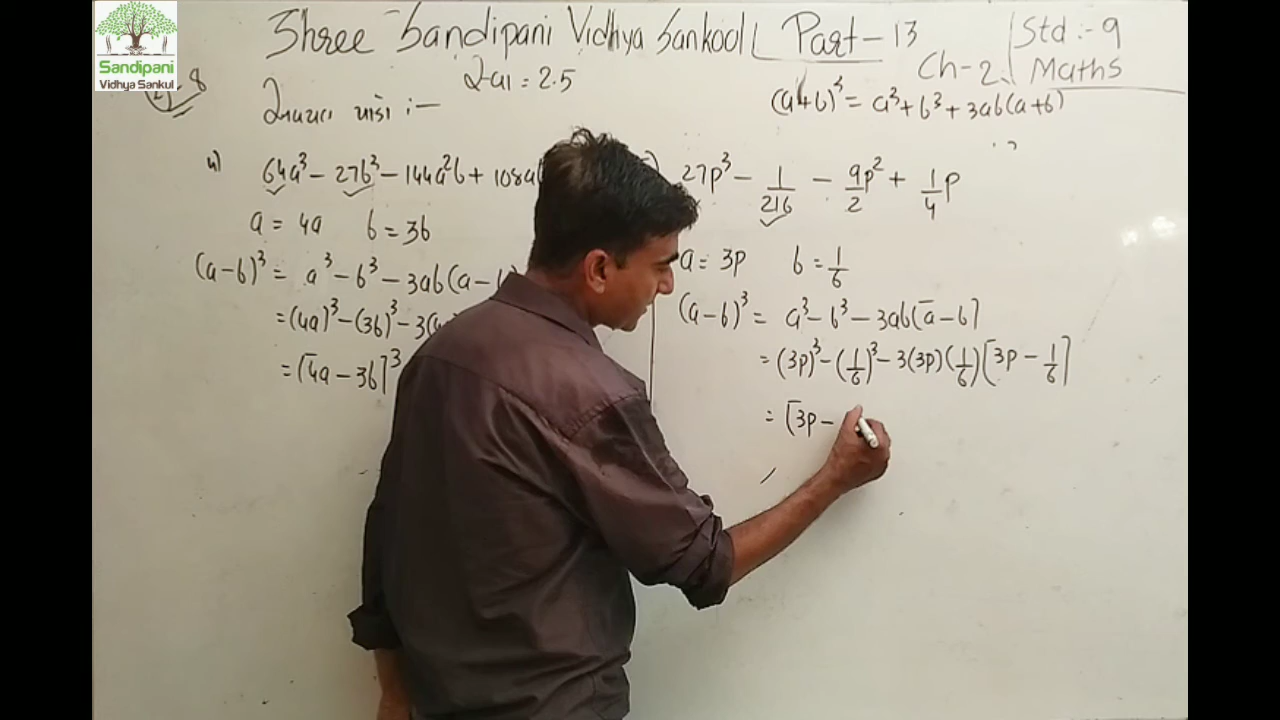 Sandipani
Vidhya Sankul
Shree Sandipani Vidhya Sankool
Part - 13
Std :- 9
Ch-2
Maths
= 2.5
8
(a+b)³ = a³+b³+3ab(a+b)
:-
64a³ - 27b³ - 144a²b + 108a
a = 4a b = 3b
(a-b)³ = a³ - b³ - 3ab(a-
= (4a)³ - (3b)³ - 3(
= [4a - 3b]³
27p³ - 1/216 - 9p²/2 + 1/4 p
a = 3p b = 1/6
(a-b)³ = a³ - b³ - 3ab[a-b]
= (3p)³ - (1/6)³ - 3(3p)(1/6)[3p - 1/6]
= [3p -